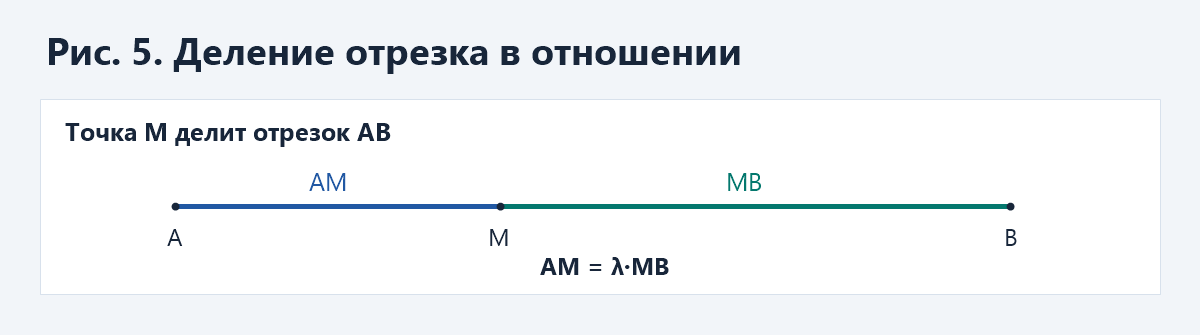 Рис. 5. Деление отрезка в отношении
Точка M делит отрезок AB
AM MB
A M B
AM = λ·MB